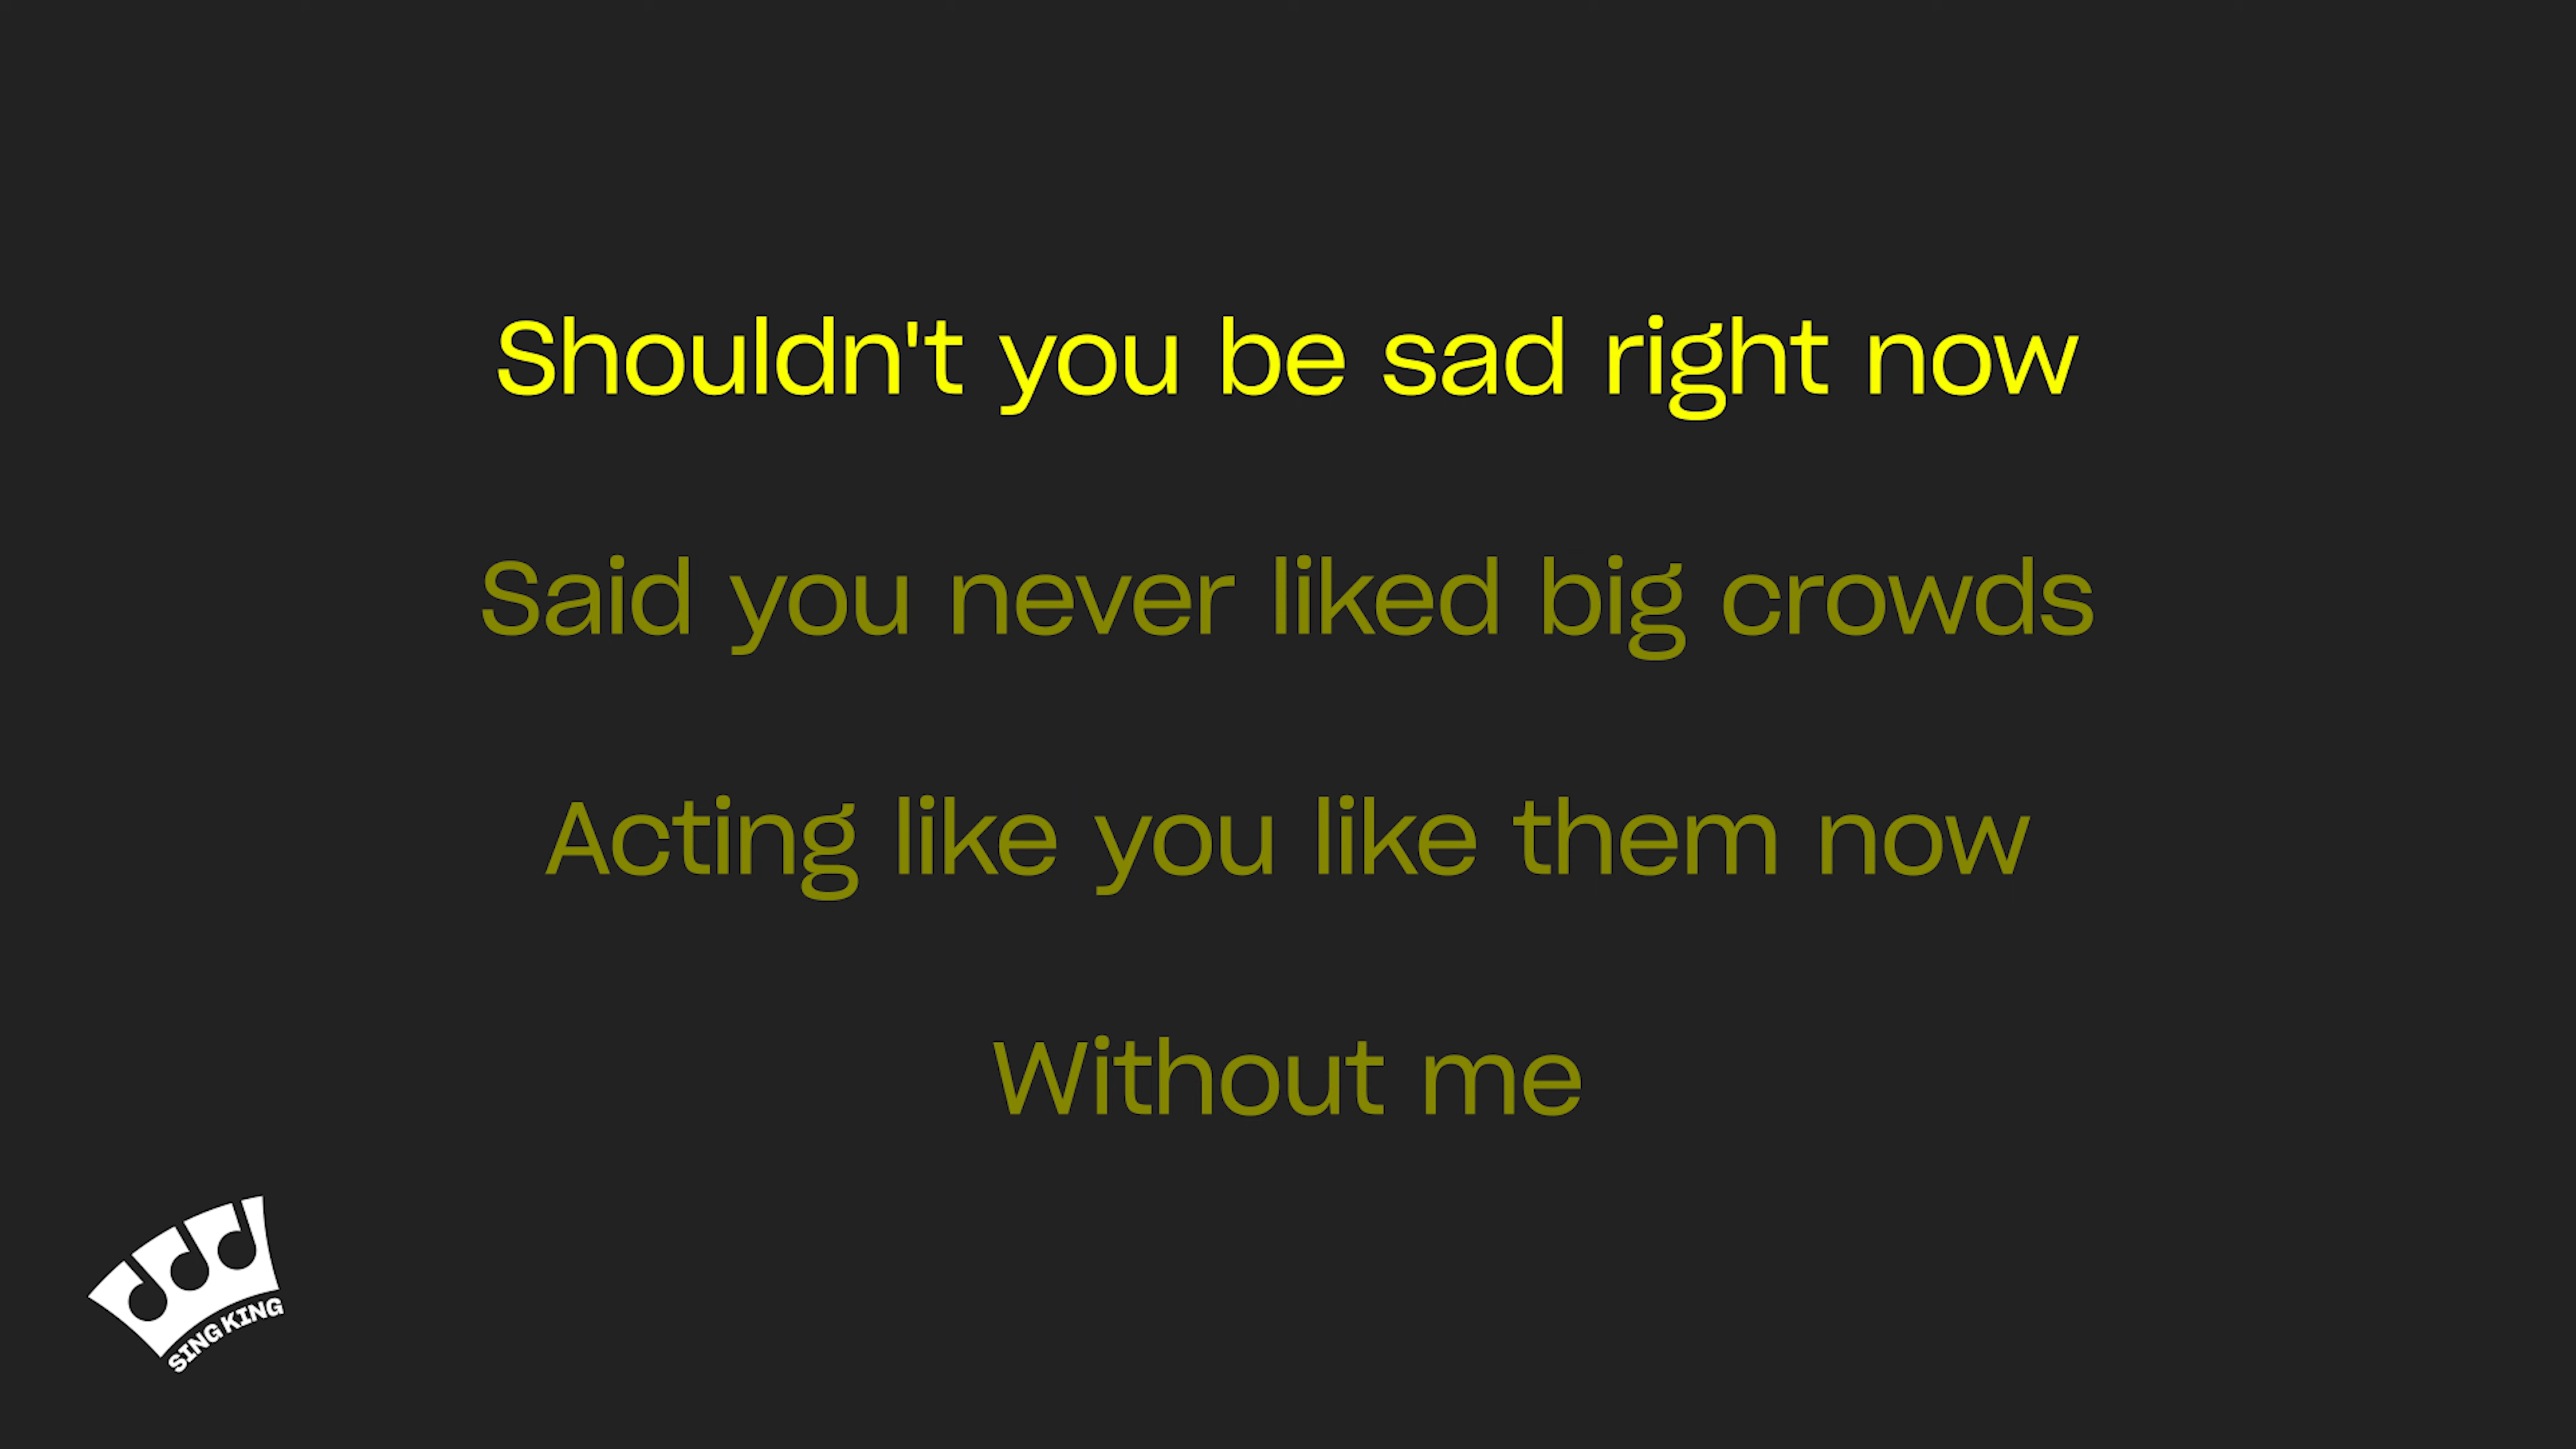 Shouldn't you be sad right now
Said you never liked big crowds
Acting like you like them now
Without me
SING KING